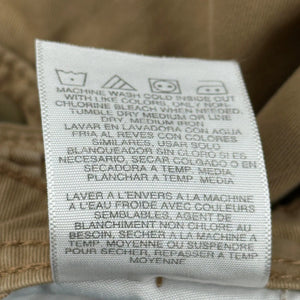 MACHINE WASH COLD INSIDE OUT
WITH LIKE COLORS, ONLY NON-
CHLORINE BLEACH WHEN NEEDED,
TUMBLE DRY MEDIUM OR LINE
DRY, MEDIUM IRON
LAVAR EN LAVADORA CON AGUA
FRIA AL REVES CON COLORES
SIMILARES, USAR SOLO
BLANQUEADOR SIN CLORO SI ES
NECESARIO, SECAR COLGADO O EN
SECADORA A TEMP. MEDIA,
PLANCHAR A TEMP. MEDIA
LAVER À L'ENVERS À LA MACHINE
À L'EAU FROIDE AVEC COULEURS
SEMBLABLES, AGENT DE
BLANCHIMENT NON CHLORE AU
BESOIN, SÉCHER À LA MACHINE À
TEMP. MOYENNE OU SUSPENDRE
POUR SÉCHER, REPASSER À TEMP.
MOYENNE